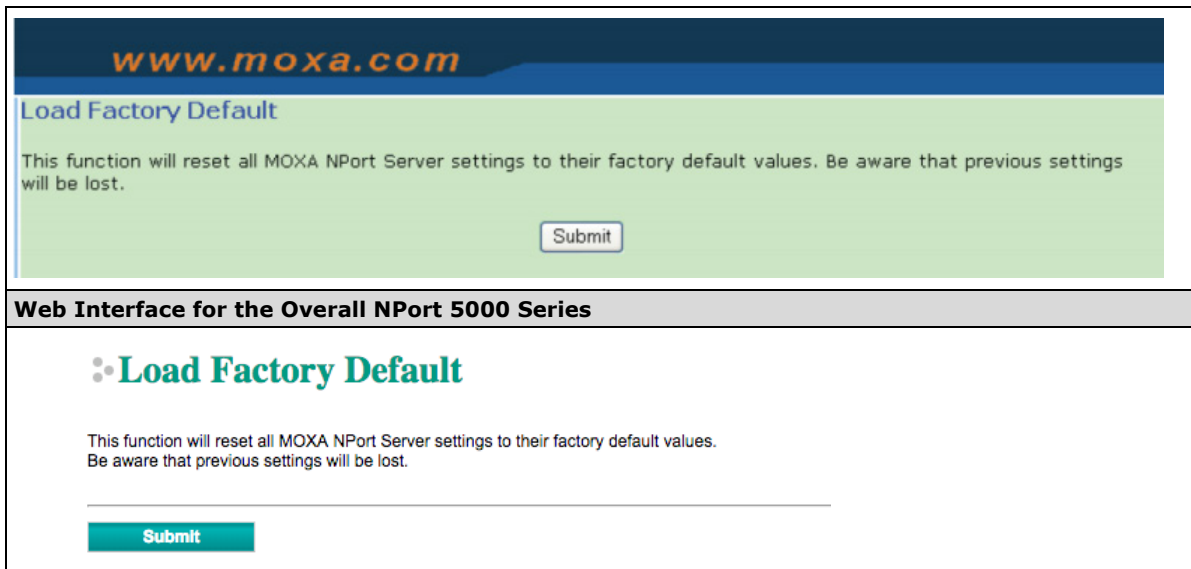 www.moxa.com
Load Factory Default
This function will reset all MOXA NPort Server settings to their factory default values. Be aware that previous settings
will be lost.
Submit
Web Interface for the Overall NPort 5000 Series
Load Factory Default
This function will reset all MOXA NPort Server settings to their factory default values.
Be aware that previous settings will be lost.
Submit